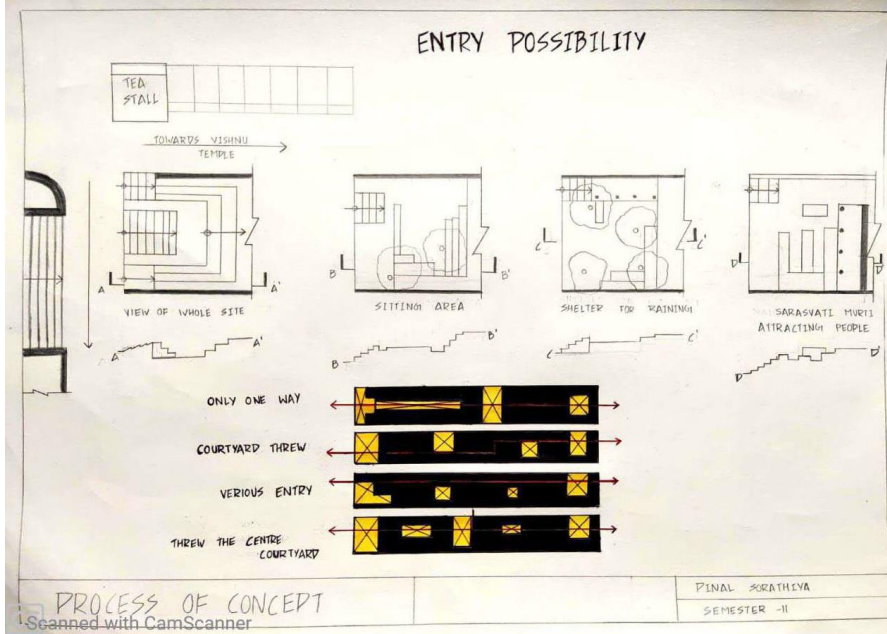 ENTRY POSSIBILITY
TEA
STALL
TOWARDS VISHNU
TEMPLE
A A'
VIEW OF WHOLE SITE
A A'
B B'
SITTING AREA
B B'
C C'
SHELTER FOR RAINING
C C'
D D'
SARASVATI MURTI
ATTRACTING PEOPLE
D D'
ONLY ONE WAY
COURTYARD THREW
VERIOUS ENTRY
THREW THE CENTRE
COURTYARD
PROCESS OF CONCEPT
PINAL SORATHIYA
SEMESTER -II
Scanned with CamScanner